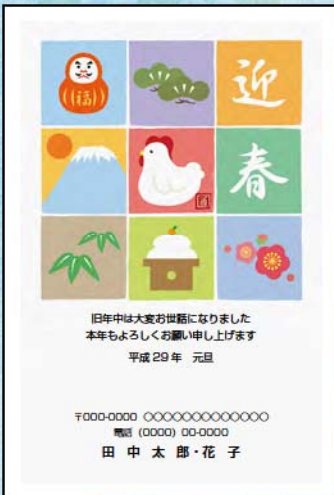 福
迎
春
酉
旧年中は大変お世話になりました
本年もよろしくお願い申し上げます
平成29年 元旦
〒000-0000 〇〇〇〇〇〇〇〇〇〇〇〇〇
電話 (0000) 00-0000
田 中 太 郎・花 子